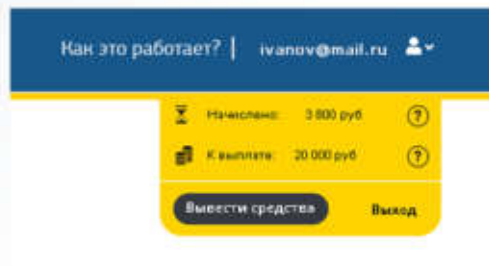 Как это работает? | ivanov@mail.ru
Начислено: 3 800 руб ?
К выплате: 20 000 руб ?
Вывести средства Выход